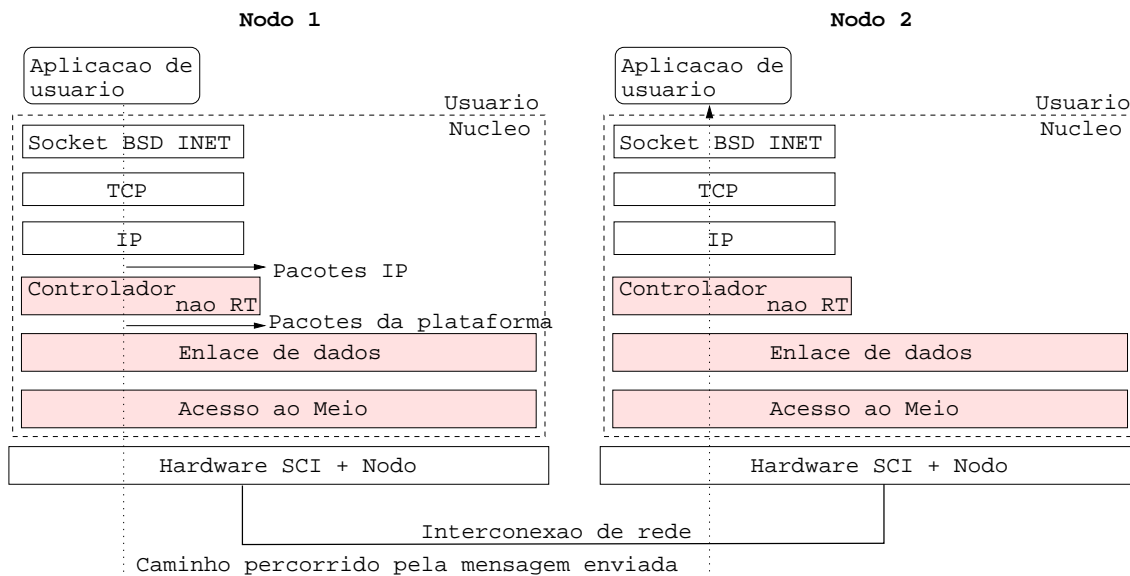 Nodo 1
Aplicacao de
usuario
Usuario
Nucleo
Socket BSD INET
TCP
IP
Pacotes IP
Controlador
nao RT
Pacotes da plataforma
Enlace de dados
Acesso ao Meio
Hardware SCI + Nodo
Nodo 2
Aplicacao de
usuario
Usuario
Nucleo
Socket BSD INET
TCP
IP
Controlador
nao RT
Enlace de dados
Acesso ao Meio
Hardware SCI + Nodo
Interconexao de rede
Caminho percorrido pela mensagem enviada